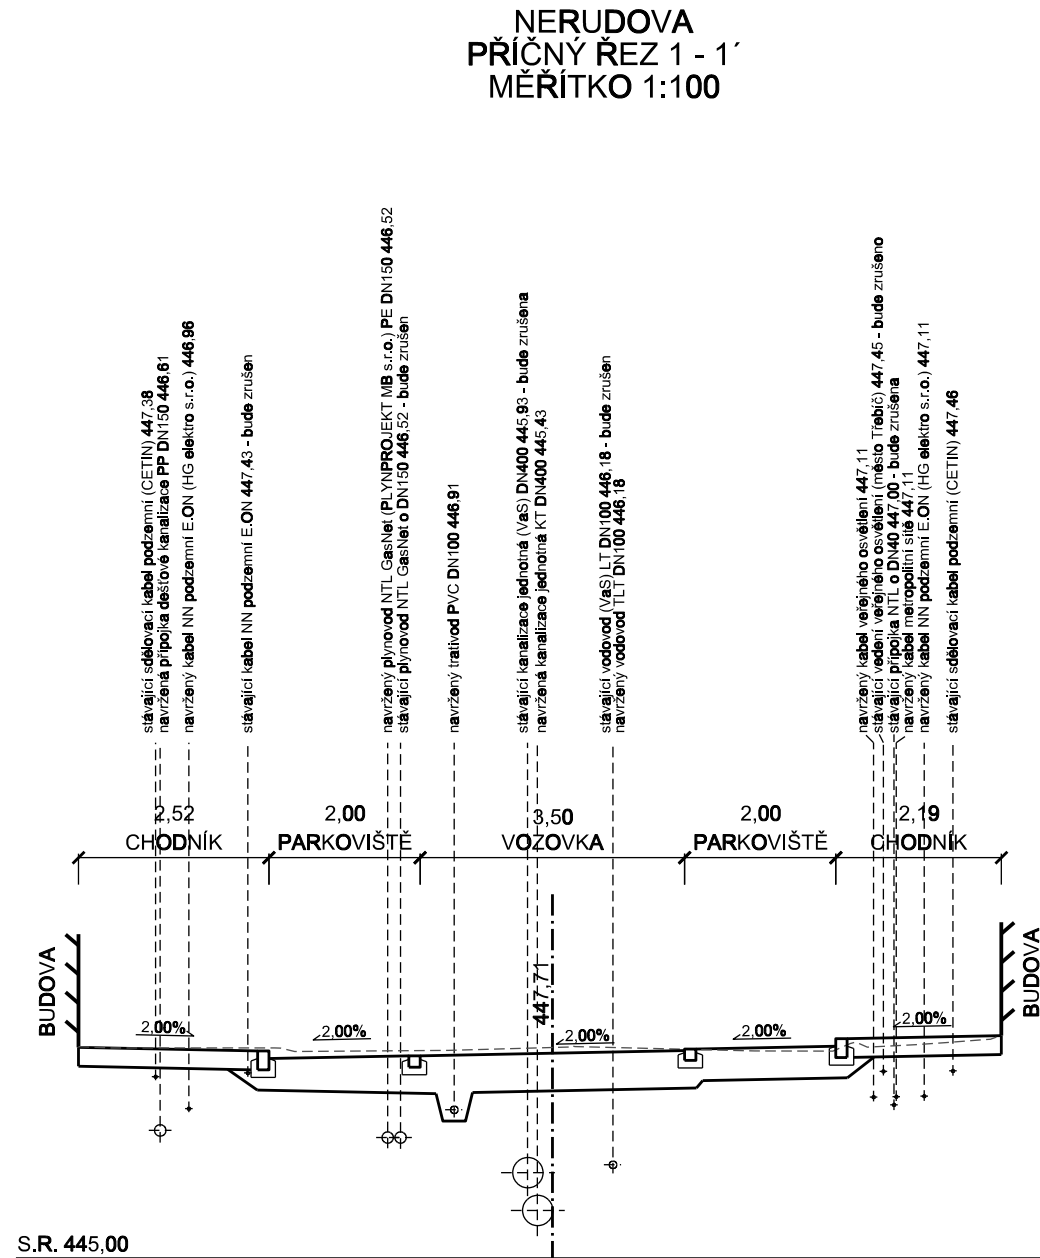 NERUDOVA
PŘÍČNÝ ŘEZ 1 - 1´
MĚŘÍTKO 1:100
stávající sdělovací kabel podzemní (CETIN) 447,38
navržená přípojka dešťové kanalizace PP DN150 446,61
navržený kabel NN podzemní E.ON (HG elektro s.r.o.) 446,96
stávající kabel NN podzemní E.ON 447,43 - bude zrušen
navržený plynovod NTL GasNet (PLYNPROJEKT MB s.r.o.) PE DN150 446,52
stávající plynovod NTL GasNet o DN150 446,52 - bude zrušen
navržený trativod PVC DN100 446,91
stávající kanalizace jednotná (VaS) DN400 445,93 - bude zrušena
navržená kanalizace jednotná KT DN400 445,43
stávající vodovod (VaS) LT DN100 446,18 - bude zrušen
navržený vodovod TLT DN100 446,18
navržený kabel veřejného osvětlení 447,11
stávající vedení veřejného osvětlení (město Třebíč) 447,45 - bude zrušeno
stávající přípojka NTL o DN40 447,00 - bude zrušena
navržený kabel metropolitní sítě 447,11
navržený kabel NN podzemní E.ON (HG elektro s.r.o.) 447,11
stávající sdělovací kabel podzemní (CETIN) 447,46
2,52
CHODNÍK
2,00
PARKOVIŠTĚ
3,50
VOZOVKA
2,00
PARKOVIŠTĚ
2,19
CHODNÍK
BUDOVA
447,71
BUDOVA
2,00%
2,00%
2,00%
2,00%
2,00%
S.R. 445,00